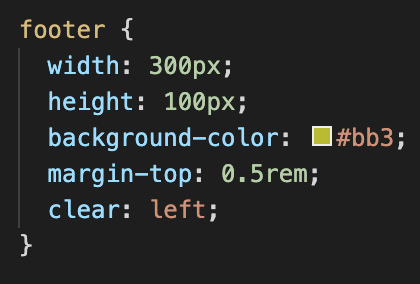 footer {
  width: 300px;
  height: 100px;
  background-color: #bb3;
  margin-top: 0.5rem;
  clear: left;
}